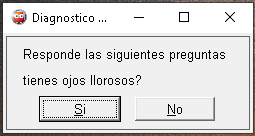 Diagnostico ...
Responde las siguientes preguntas
tienes ojos llorosos?
Si
No